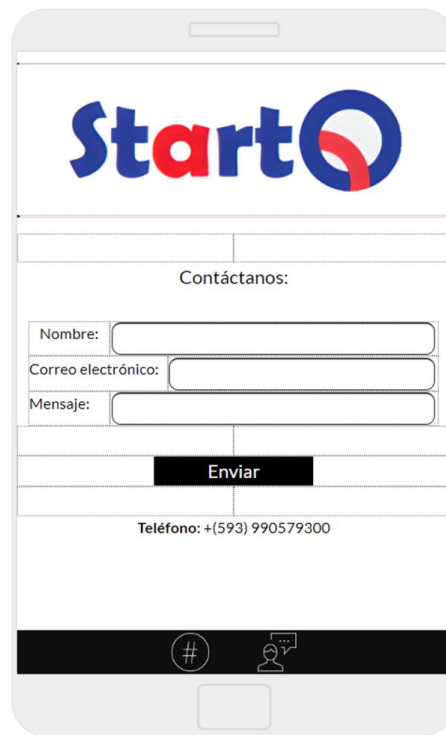 StartQ
Contáctanos:
Nombre:
Correo electrónico:
Mensaje:
Enviar
Teléfono: +(593) 990579300
#